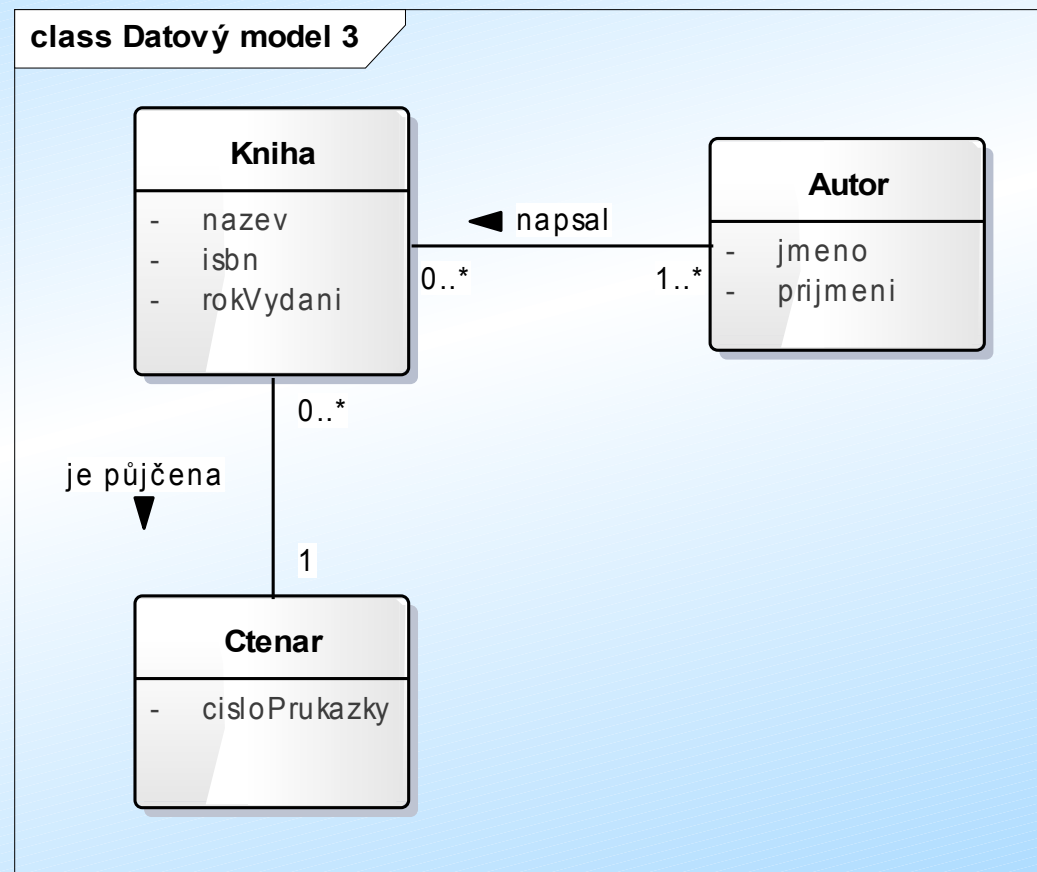 class Datový model 3
Kniha
- nazev
- isbn
- rokVydani
Autor
- jmeno
- prijmeni
napsal
0..*
1..*
0..*
je půjčena
1
Ctenar
- cisloPrukazky